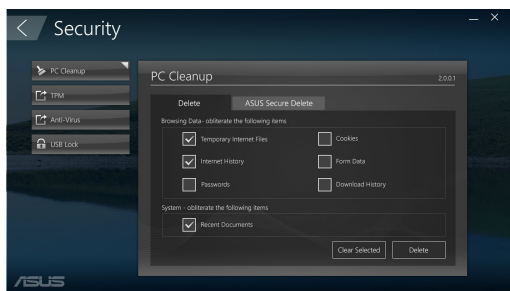 Security
PC Cleanup
TPM
Anti-Virus
USB Lock
PC Cleanup 2.0.0.1
Delete ASUS Secure Delete
Browsing Data- obliterate the following items
Temporary Internet Files Cookies
Internet History Form Data
Passwords Download History
System - obliterate the following items
Recent Documents
Clear Selected Delete
ASUS